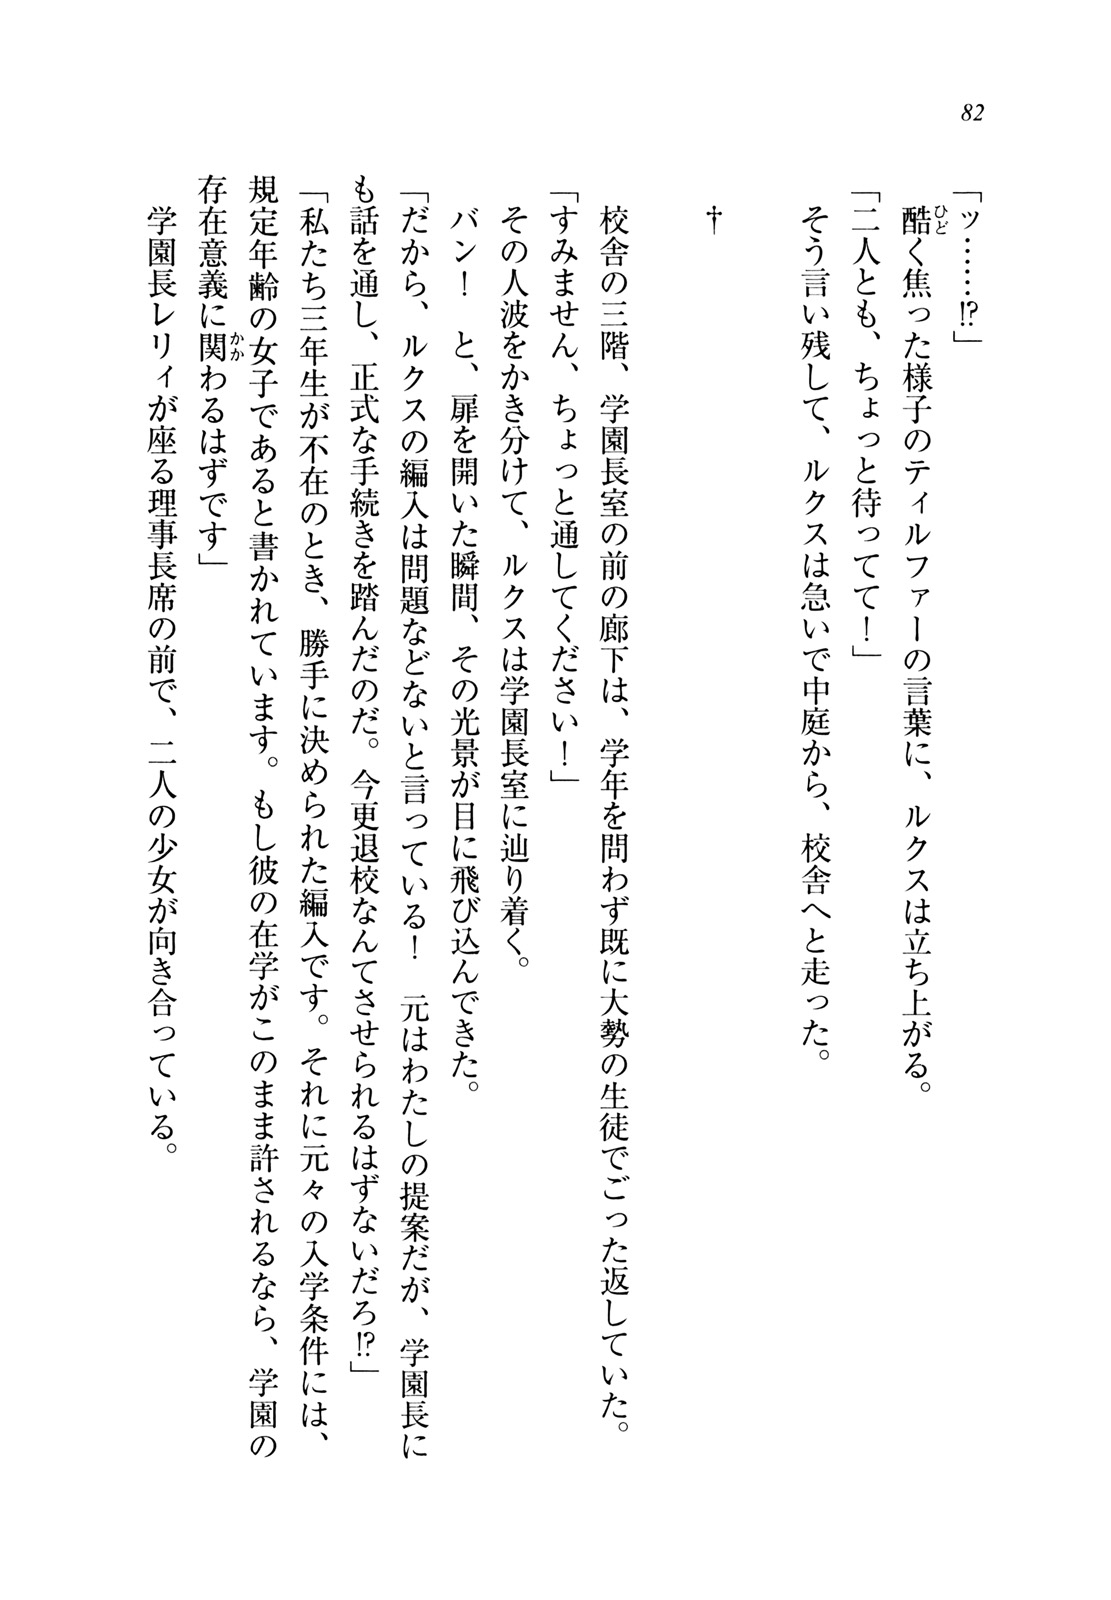 82
「ッ……!?」
酷く焦った様子のティルファーの言葉に、ルクスは立ち上がる。
ひど
「二人とも、ちょっと待ってて！」
そう言い残して、ルクスは急いで中庭から、校舎へと走った。
†
校舎の三階、学園長室の前の廊下は、学年を問わず既に大勢の生徒でごった返していた。
「すみません、ちょっと通してください！」
その人波をかき分けて、ルクスは学園長室に辿り着く。
バン！　と、扉を開いた瞬間、その光景が目に飛び込んできた。
「だから、ルクスの編入は問題などないと言っている！　元はわたしの提案だが、学園長に
も話を通し、正式な手続きを踏んだのだ。今更退校なんてさせられるはずないだろ!?」
「私たち三年生が不在のとき、勝手に決められた編入です。それに元々の入学条件には、
規定年齢の女子であると書かれています。もし彼の在学がこのまま許されるなら、学園の
存在意義に関わるはずです」
かか
学園長レリィが座る理事長席の前で、二人の少女が向き合っている。